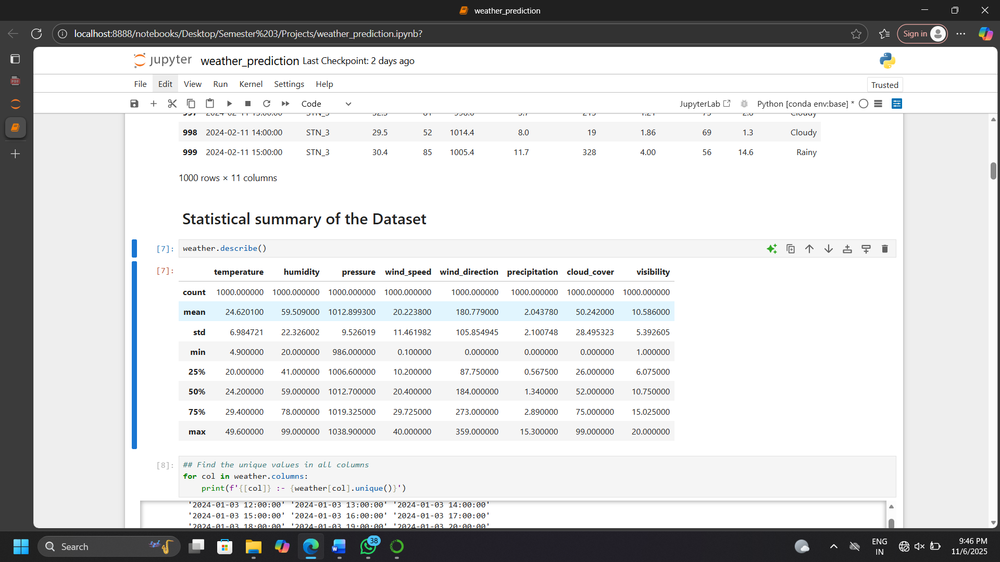 weather_prediction
localhost:8888/notebooks/Desktop/Semester%203/Projects/weather_prediction.ipynb?
Sign in
jupyter weather_prediction Last Checkpoint: 2 days ago
File Edit View Run Kernel Settings Help
Trusted
Code
JupyterLab Python [conda env:base] *
998 2024-02-11 14:00:00 STN_3 29.5 52 1014.4 8.0 19 1.86 69 1.3 Cloudy
999 2024-02-11 15:00:00 STN_3 30.4 85 1005.4 11.7 328 4.00 56 14.6 Rainy
1000 rows × 11 columns
Statistical summary of the Dataset
[7]: weather.describe()
[7]: temperature humidity pressure wind_speed wind_direction precipitation cloud_cover visibility
count 1000.000000 1000.000000 1000.000000 1000.000000 1000.000000 1000.000000 1000.000000 1000.000000
mean 24.620100 59.509000 1012.899300 20.223800 180.779000 2.043780 50.242000 10.586000
std 6.984721 22.326002 9.526019 11.461982 105.854945 2.100748 28.495323 5.392605
min 4.900000 20.000000 986.000000 0.100000 0.000000 0.000000 0.000000 1.000000
25% 20.000000 41.000000 1006.600000 10.200000 87.750000 0.567500 26.000000 6.075000
50% 24.200000 59.000000 1012.700000 20.400000 184.000000 1.340000 52.000000 10.750000
75% 29.400000 78.000000 1019.325000 29.725000 273.000000 2.890000 75.000000 15.025000
max 49.600000 99.000000 1038.900000 40.000000 359.000000 15.300000 99.000000 20.000000
[8]: ## Find the unique values in all columns
for col in weather.columns:
print(f'{[col]} :- {weather[col].unique()}')
'2024-01-03 12:00:00' '2024-01-03 13:00:00' '2024-01-03 14:00:00'
'2024-01-03 15:00:00' '2024-01-03 16:00:00' '2024-01-03 17:00:00'
'2024-01-03 18:00:00' '2024-01-03 19:00:00' '2024-01-03 20:00:00'
Search
38
ENG
IN
9:46 PM
11/6/2025